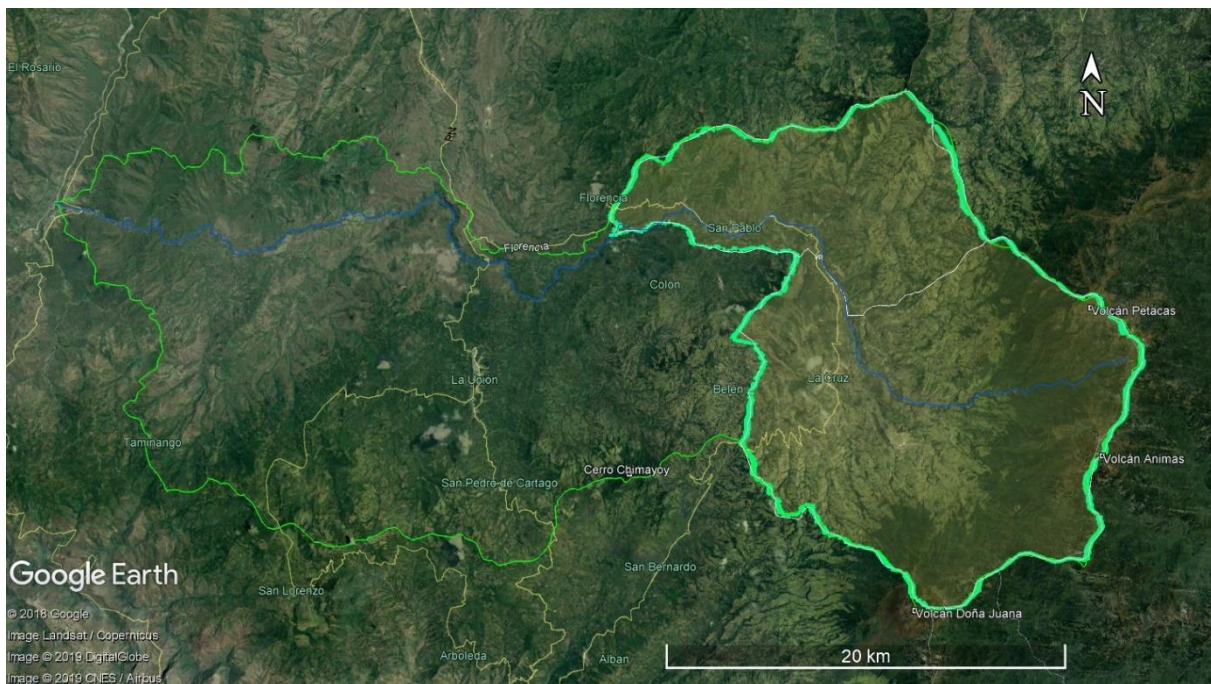 El Rosario
N
Florencia
San Pablo
Florencia
Colon
Volcán Petacas
La Union
La Cruz
Belen
Taminango
Cerro Chimayoy
Volcán Animas
San Pedro de Cartago
Google Earth
San Bernardo
San Lorenzo
© 2018 Google
Volcán Doña Juana
Image Landsat / Copernicus
Image © 2019 DigitalGlobe
Arboleda
Alban
20 km
Image © 2019 CNES / Airbus